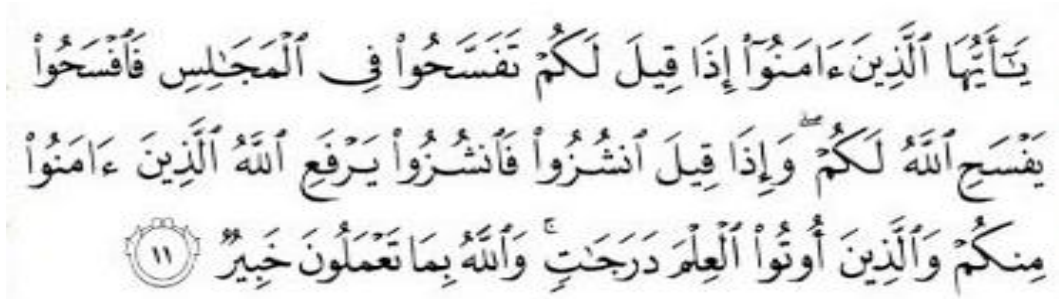 يَـٰٓأَيُّهَا ٱلَّذِينَ ءَامَنُوٓا۟ إِذَا قِيلَ لَكُمْ تَفَسَّحُوا۟ فِى ٱلْمَجَـٰلِسِ فَٱفْسَحُوا۟
يَفْسَحِ ٱللَّهُ لَكُمْ ۖ وَإِذَا قِيلَ ٱنشُزُوا۟ فَٱنشُزُوا۟ يَرْفَعِ ٱللَّهُ ٱلَّذِينَ ءَامَنُوا۟
مِنكُمْ وَٱلَّذِينَ أُوتُوا۟ ٱلْعِلْمَ دَرَجَـٰتٍ ۚ وَٱللَّهُ بِمَا تَعْمَلُونَ خَبِيرٌ ١١